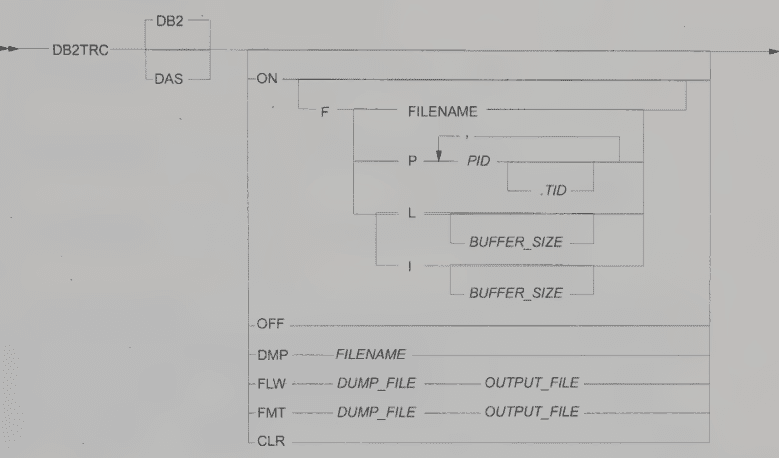 DB2
DB2TRC
DAS
ON
F FILENAME
P , PID
.TID
L
BUFFER_SIZE
I
BUFFER_SIZE
OFF
DMP FILENAME
FLW DUMP_FILE OUTPUT_FILE
FMT DUMP_FILE OUTPUT_FILE
CLR